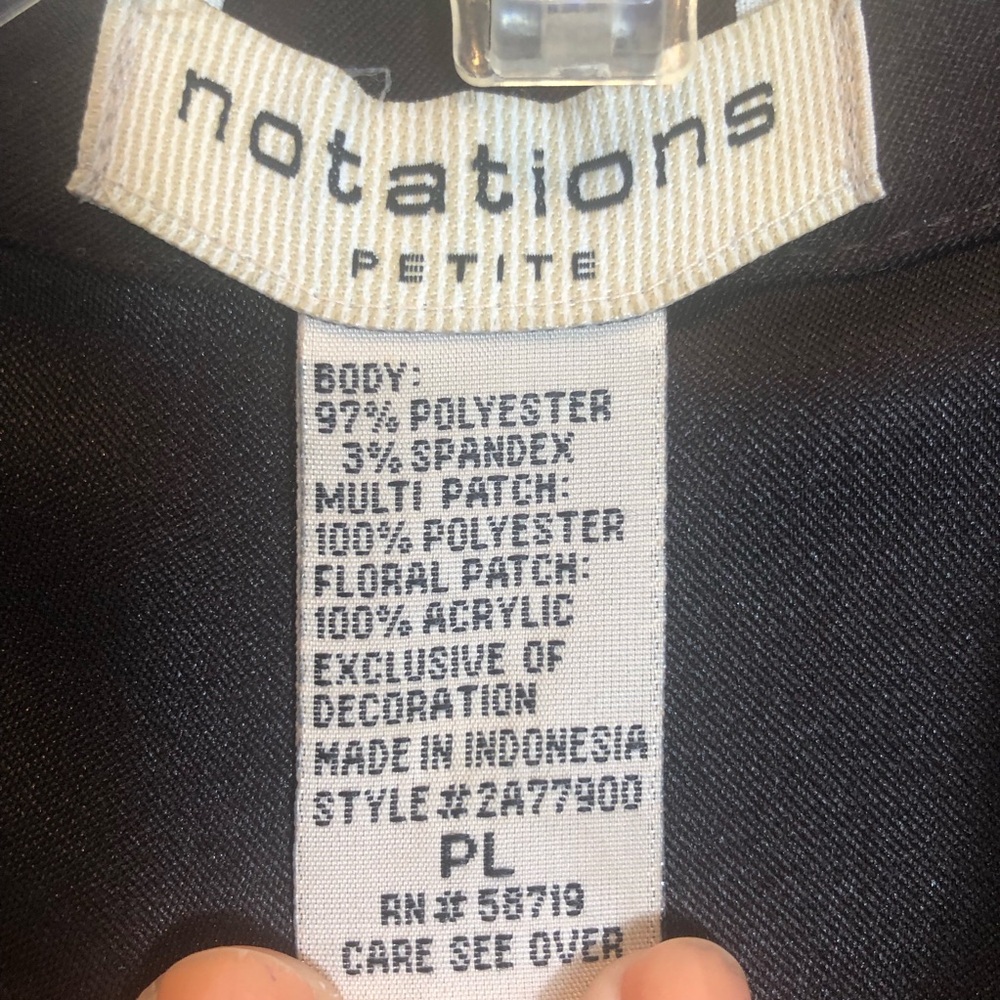 notations
PETITE
BODY:
97% POLYESTER
3% SPANDEX
MULTI PATCH:
100% POLYESTER
FLORAL PATCH:
100% ACRYLIC
EXCLUSIVE OF
DECORATION
MADE IN INDONESIA
STYLE #2A77900
PL
RN # 58719
CARE SEE OVER